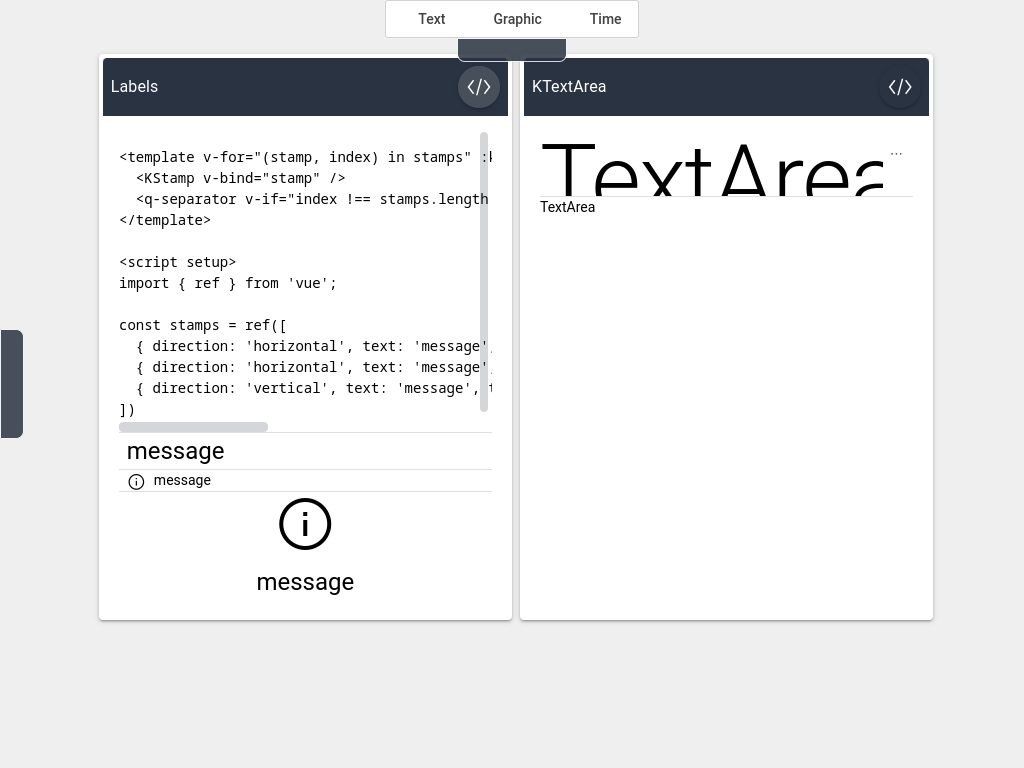 Text Graphic Time
Labels
<template v-for="(stamp, index) in stamps" :k
  <KStamp v-bind="stamp" />
  <q-separator v-if="index !== stamps.length
</template>
<script setup>
import { ref } from 'vue';
const stamps = ref([
  { direction: 'horizontal', text: 'message',
  { direction: 'horizontal', text: 'message',
  { direction: 'vertical', text: 'message', t
])
message
message
message
KTextArea
TextArea
...
TextArea